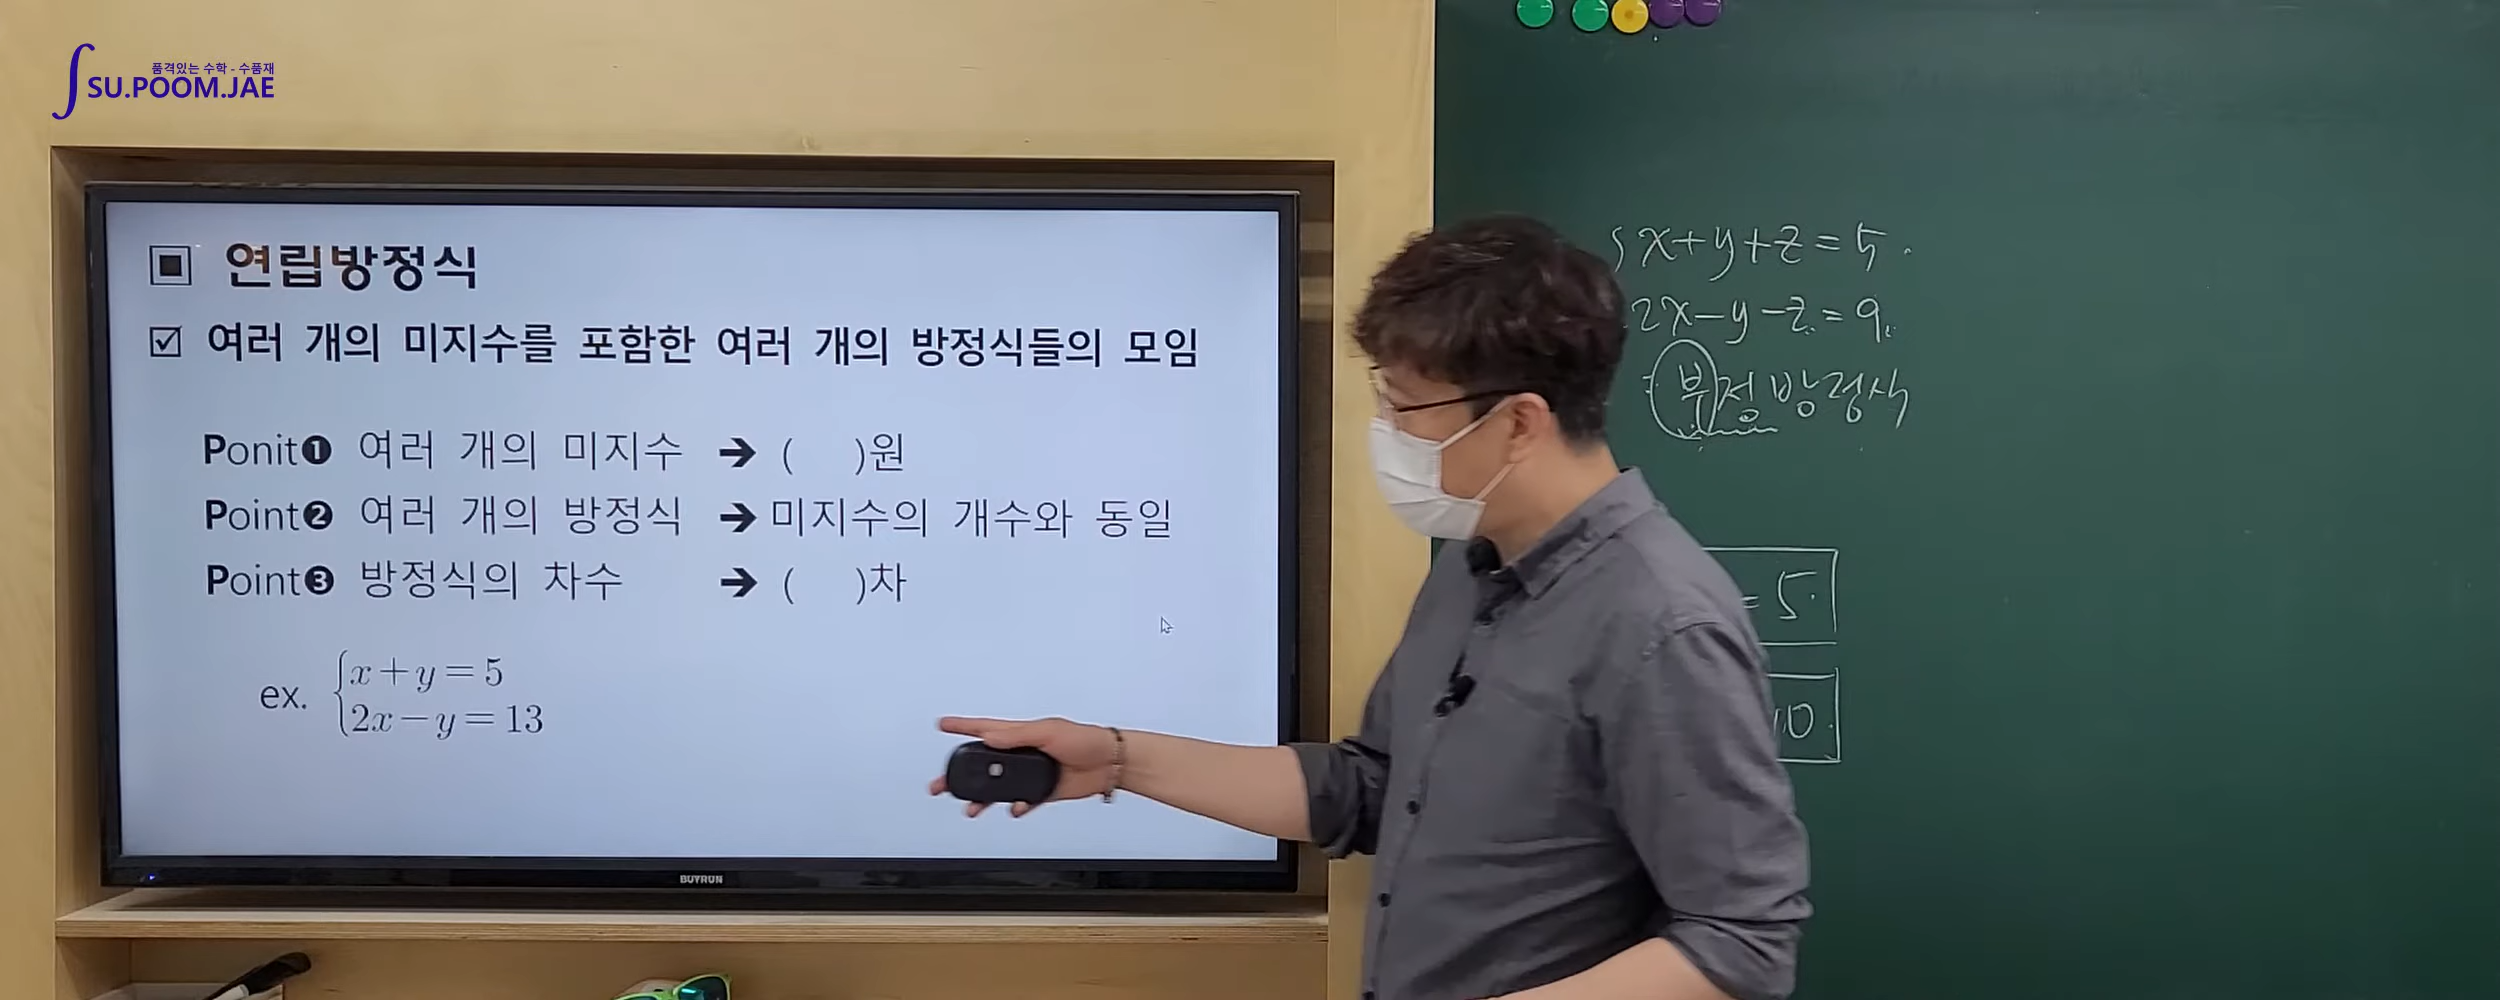 품격있는 수학 - 수품재
SU.POOM.JAE
연립방정식
여러 개의 미지수를 포함한 여러 개의 방정식들의 모임
Ponit❶ 여러 개의 미지수 → ( )원
Point❷ 여러 개의 방정식 → 미지수의 개수와 동일
Point❸ 방정식의 차수 → ( )차
ex. {x+y=5
2x-y=13
BUYRUN
x+y+z=5.
2x-y-z=9.
부정방정식
= 5.
10.